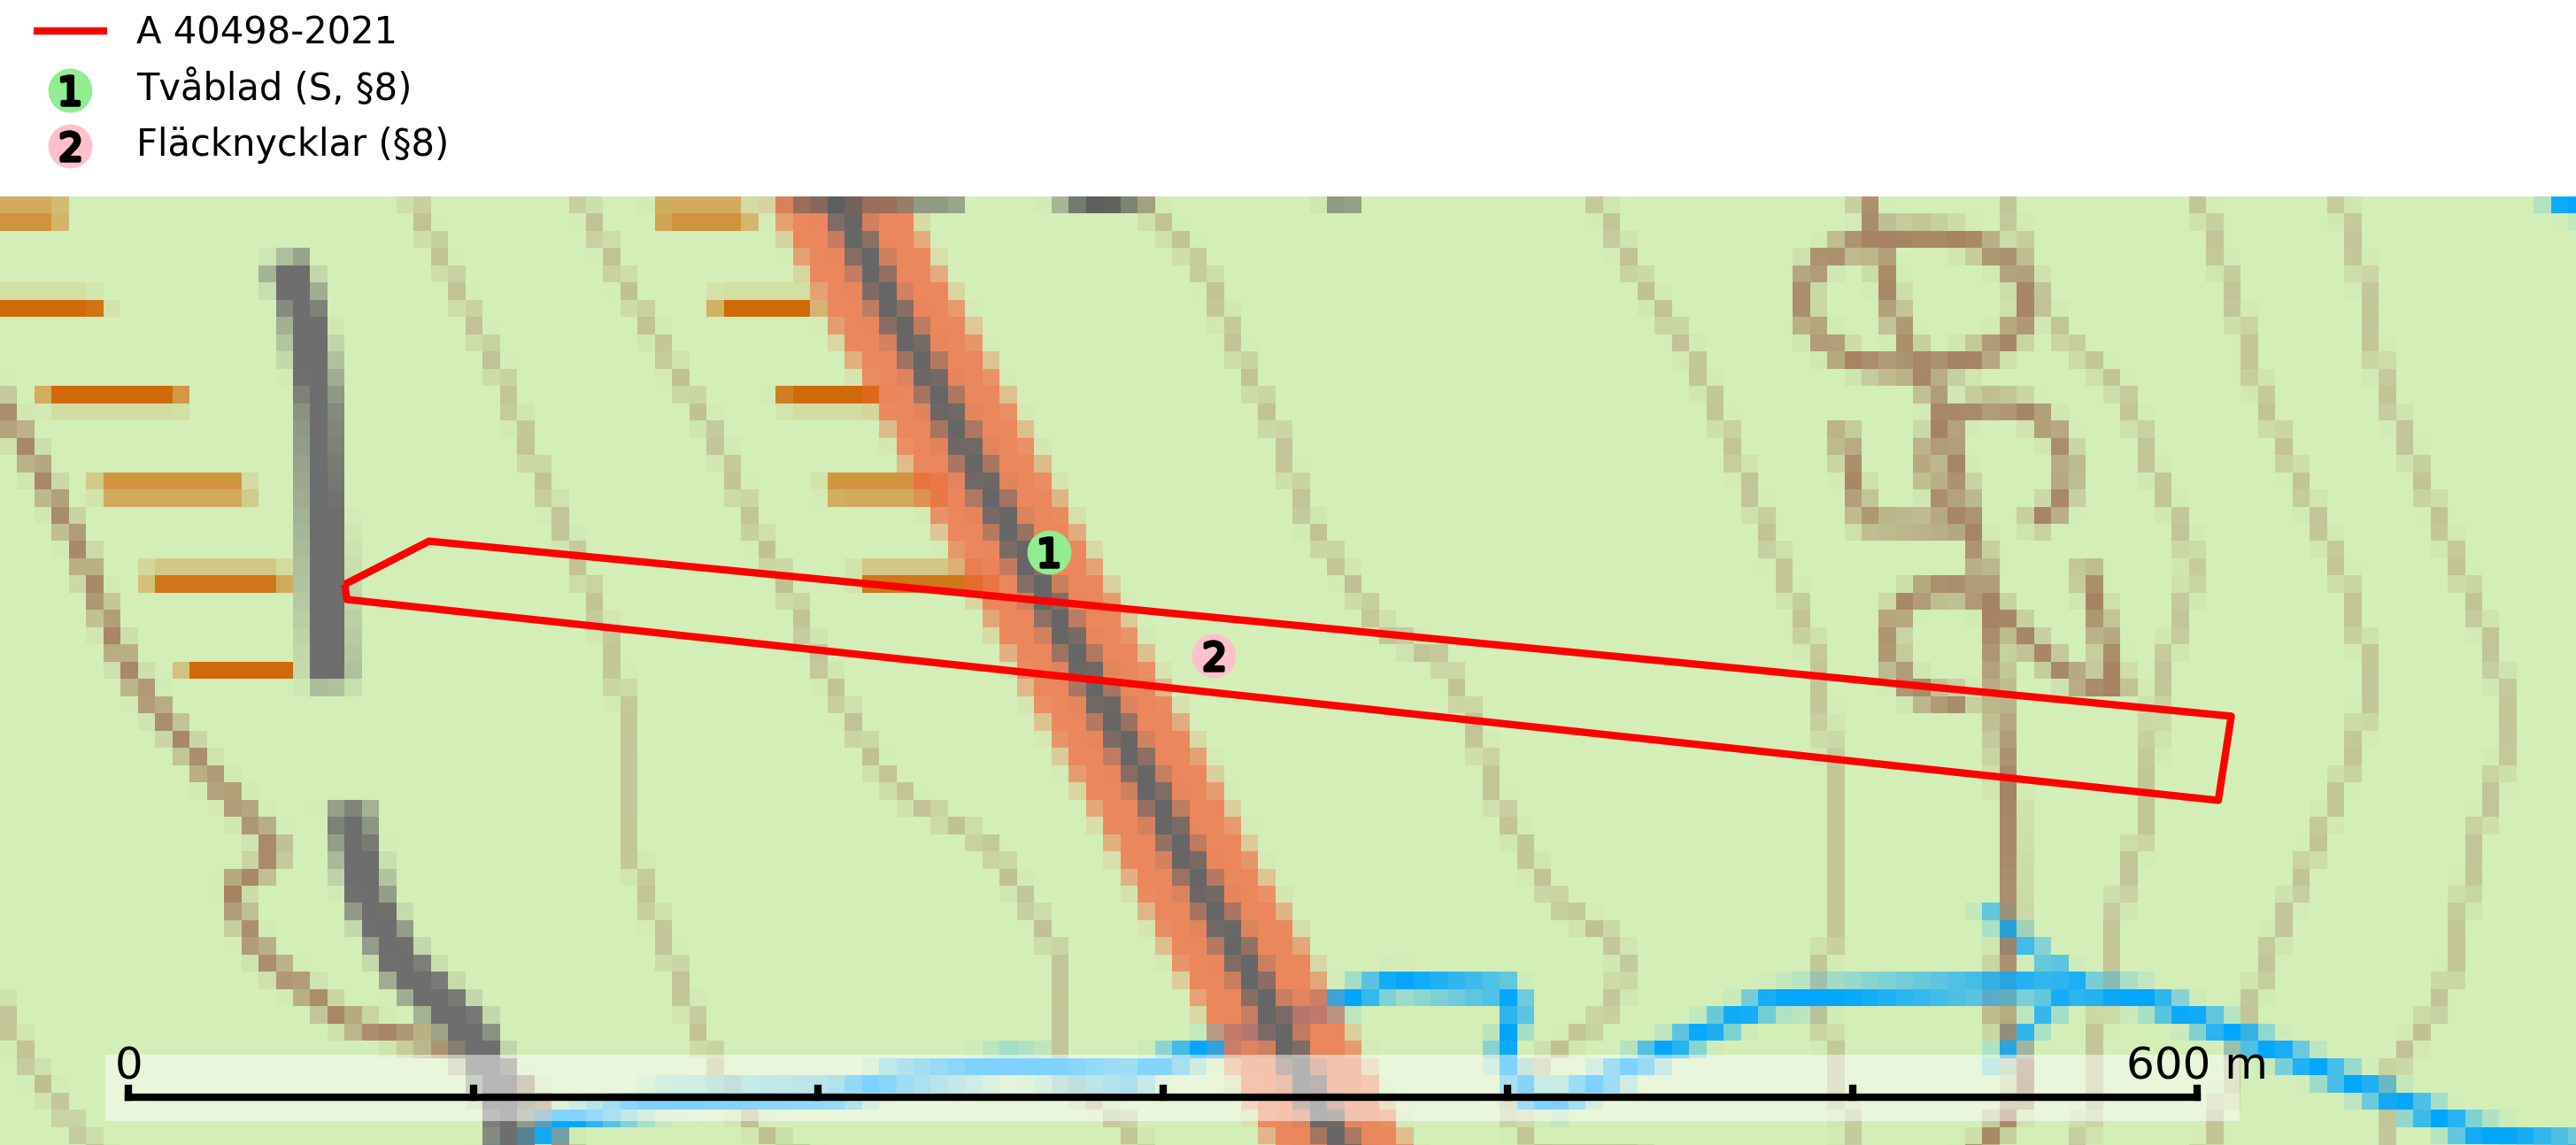 A 40498-2021
1 Tvåblad (S, §8)
2 Fläcknycklar (§8)
1
2
0 600 m